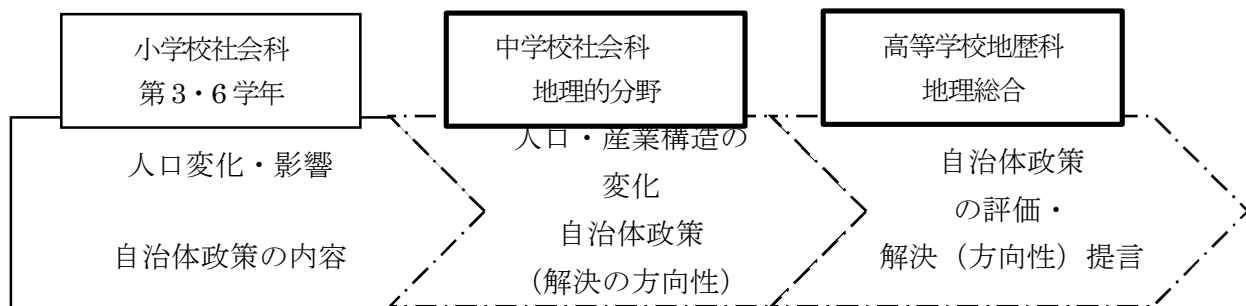 小学校社会科
第3・6学年
人口変化・影響
自治体政策の内容
中学校社会科
地理的分野
人口・産業構造の
変化
自治体政策
(解決の方向性)
高等学校地歴科
地理総合
自治体政策
の評価・
解決（方向性）提言